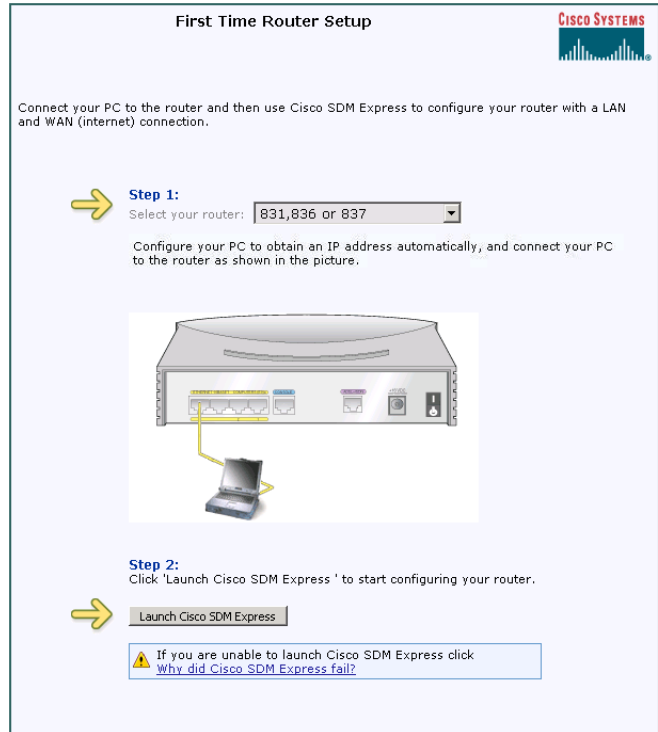 First Time Router Setup
CISCO SYSTEMS
Connect your PC to the router and then use Cisco SDM Express to configure your router with a LAN
and WAN (internet) connection.
Step 1:
Select your router: 831,836 or 837
Configure your PC to obtain an IP address automatically, and connect your PC
to the router as shown in the picture.
Step 2:
Click 'Launch Cisco SDM Express ' to start configuring your router.
Launch Cisco SDM Express
If you are unable to launch Cisco SDM Express click
Why did Cisco SDM Express fail?